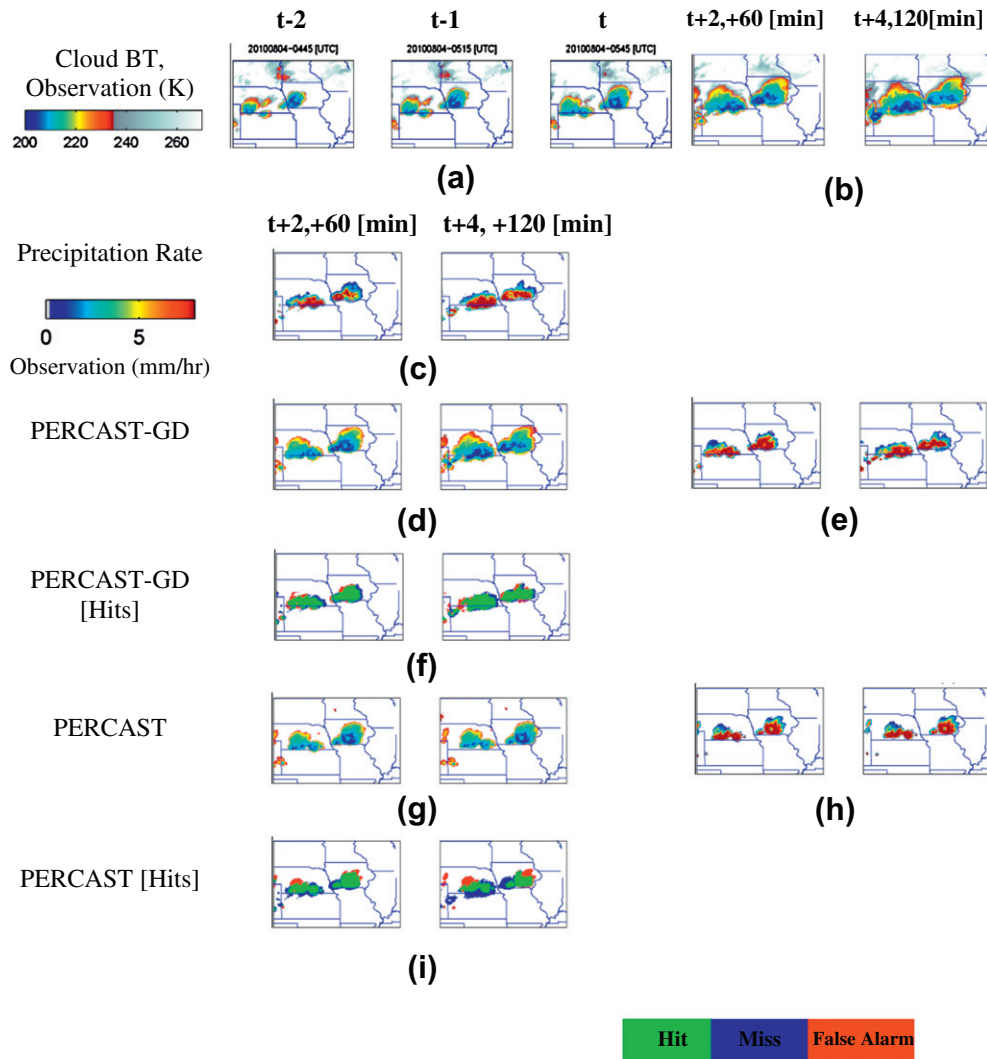 t-2 t-1 t t+2,+60 [min] t+4,120[min]
Cloud BT,
Observation (K)
200 220 240 260
20100804-0445 [UTC] 20100804-0515 [UTC] 20100804-0545 [UTC]
(a) (b)
t+2,+60 [min] t+4, +120 [min]
Precipitation Rate
0 5
Observation (mm/hr)
(c)
PERCAST-GD
(d) (e)
PERCAST-GD
[Hits]
(f)
PERCAST
(g) (h)
PERCAST [Hits]
(i)
Hit Miss False Alarm